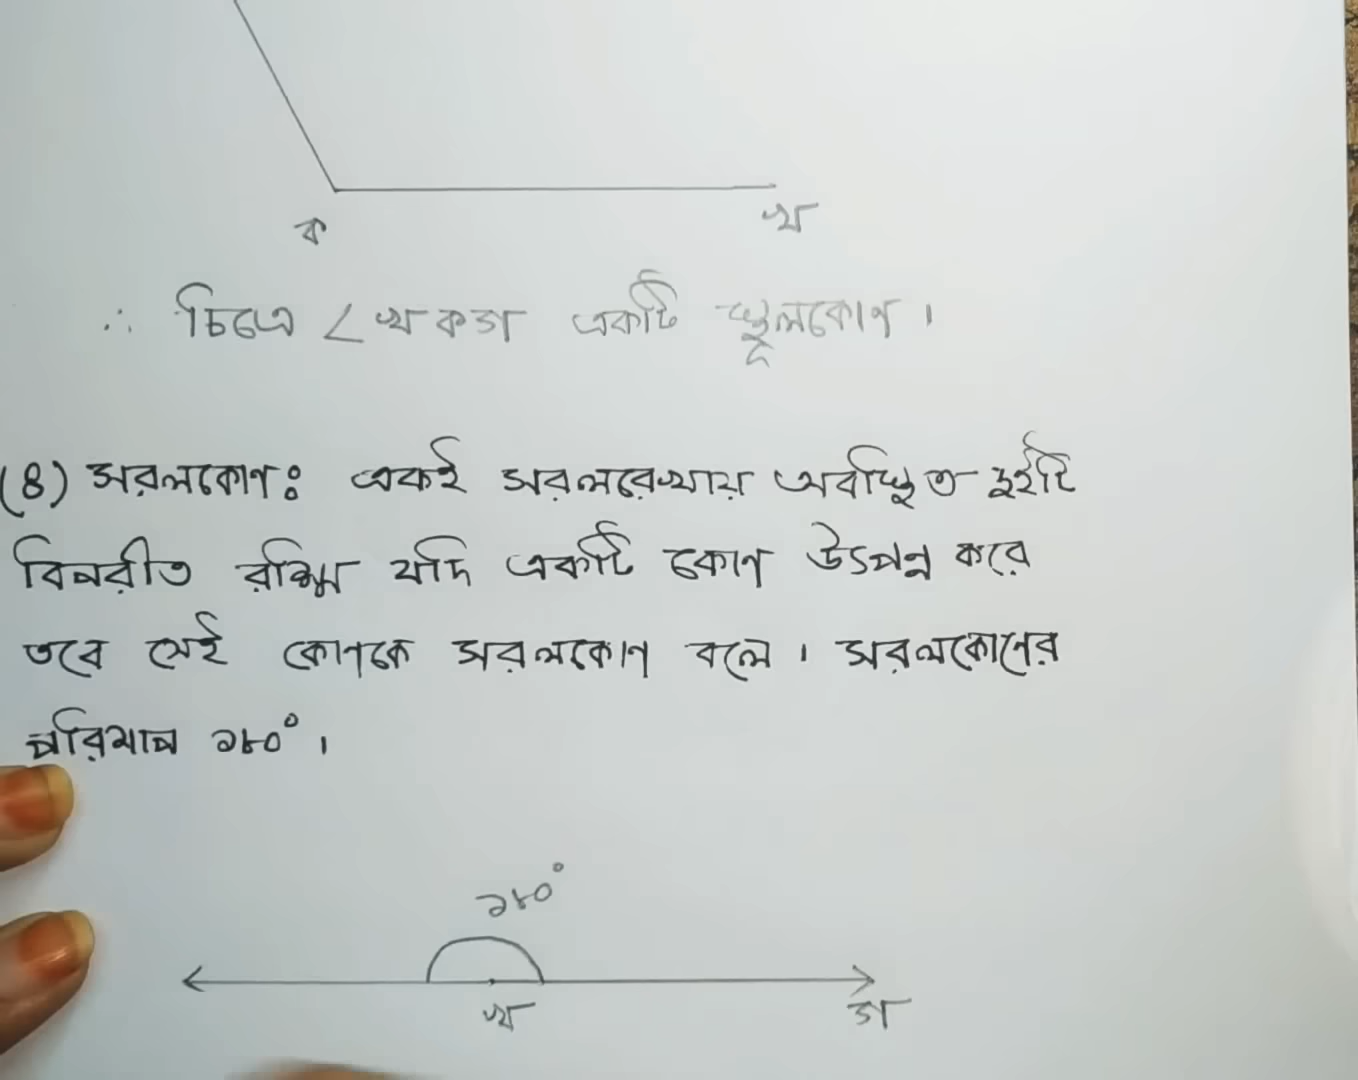 ক খ
∴ চিত্রে ∠খকগ একটি স্থূলকোণ।
(৪) সরলকোণঃ একই সরলরেখায় অবস্থিত দুইটি
বিপরীত রশ্মি যদি একটি কোণ উৎপন্ন করে
তবে সেই কোণকে সরলকোণ বলে। সরলকোণের
পরিমাপ ১৮০°।
১৮০°
খ গ